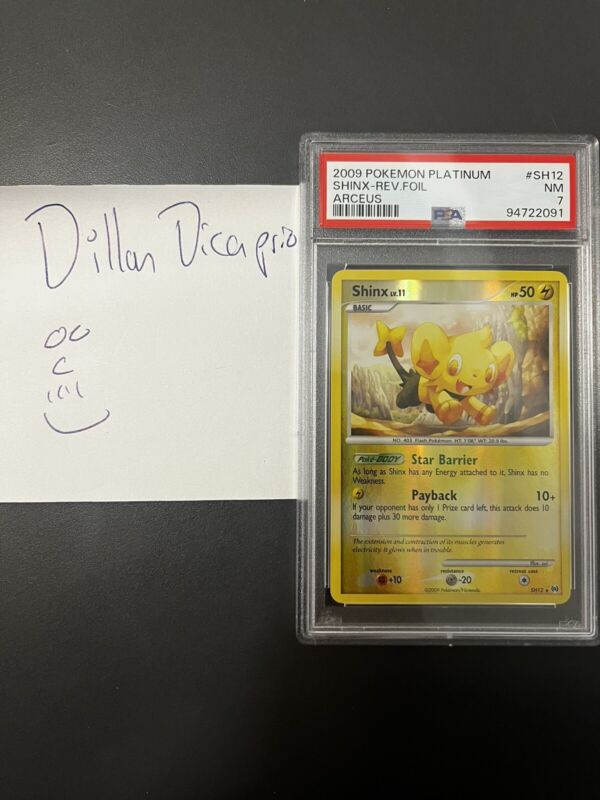 Dillan Dicaprio
2009 POKEMON PLATINUM #SH12
SHINX-REV.FOIL NM
ARCEUS 7
PSA 94722091
Shinx LV.11 HP 50
BASIC
NO. 403 Flash Pokémon HT: 1'08" WT: 20.9 lbs.
Poké-BODY Star Barrier
As long as Shinx has any Energy attached to it, Shinx has no
Weakness.
Payback 10+
If your opponent has only 1 Prize card left, this attack does 10
damage plus 30 more damage.
The extension and contraction of its muscles generates
electricity. It glows when in trouble.
Illus.
weakness resistance retreat cost
+10 -20
©2009 Pokémon/Nintendo SH12